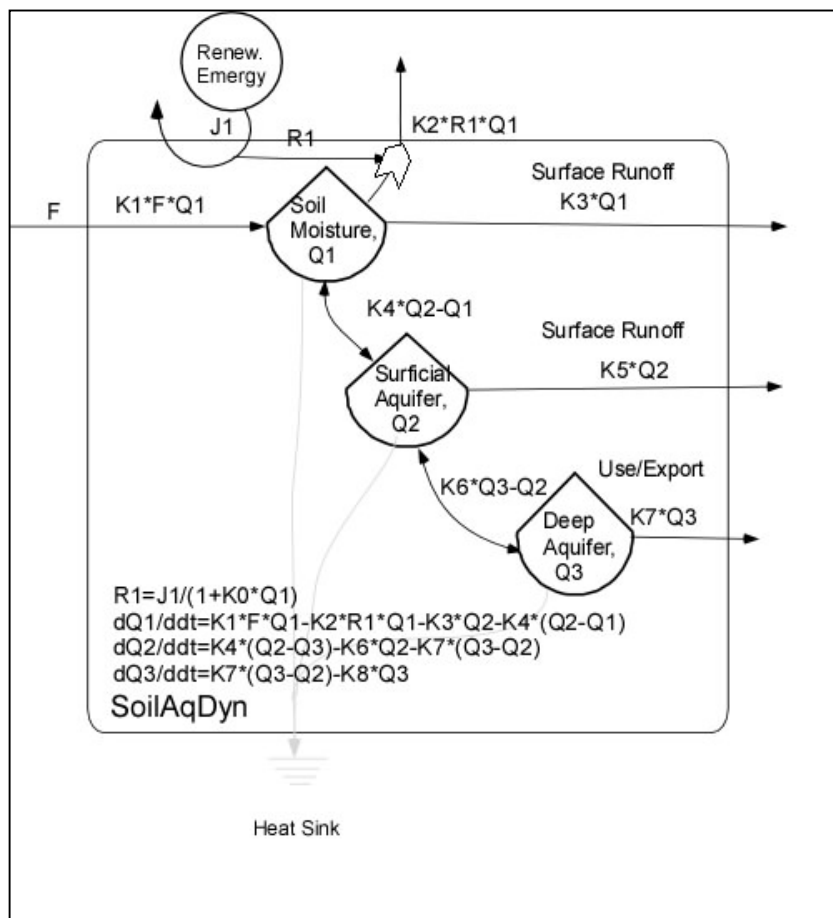 Renew.
Emergy
J1
R1
K2*R1*Q1
F
K1*F*Q1
Soil
Moisture,
Q1
Surface Runoff
K3*Q1
K4*Q2-Q1
Surficial
Aquifer,
Q2
Surface Runoff
K5*Q2
K6*Q3-Q2
Deep
Aquifer,
Q3
Use/Export
K7*Q3
R1=J1/(1+K0*Q1)
dQ1/ddt=K1*F*Q1-K2*R1*Q1-K3*Q2-K4*(Q2-Q1)
dQ2/ddt=K4*(Q2-Q3)-K6*Q2-K7*(Q3-Q2)
dQ3/ddt=K7*(Q3-Q2)-K8*Q3
SoilAqDyn
Heat Sink